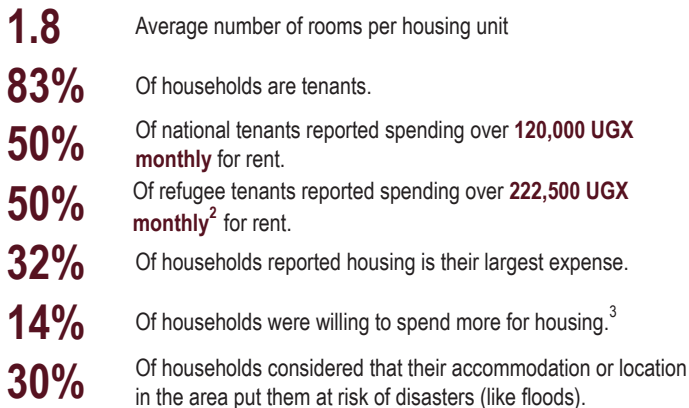 1.8 Average number of rooms per housing unit
83% Of households are tenants.
50% Of national tenants reported spending over 120,000 UGX
monthly for rent.
50% Of refugee tenants reported spending over 222,500 UGX
monthly² for rent.
32% Of households reported housing is their largest expense.
14% Of households were willing to spend more for housing.³
30% Of households considered that their accommodation or location
in the area put them at risk of disasters (like floods).